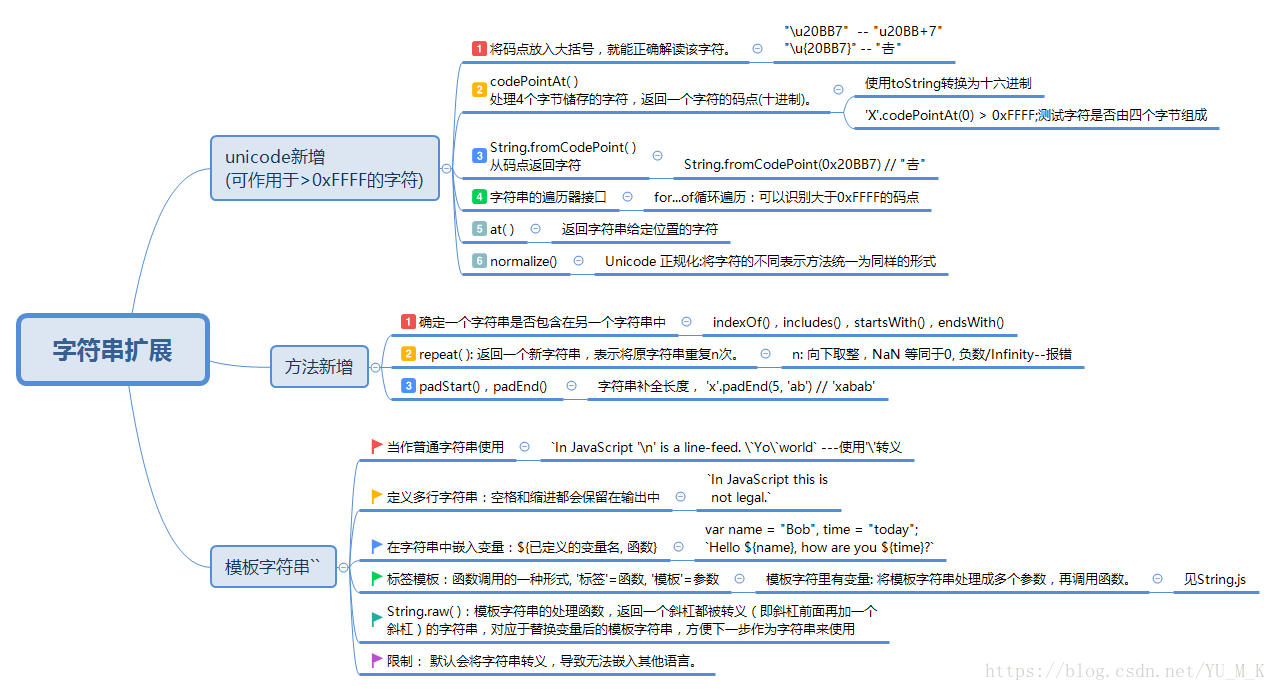 字符串扩展
unicode新增
(可作用于>0xFFFF的字符)
1 将码点放入大括号，就能正确解读该字符。
"\u20BB7" -- "u20BB+7"
"\u{20BB7}" -- "𠮷"
2 codePointAt( )
处理4个字节储存的字符，返回一个字符的码点(十进制)。
使用toString转换为十六进制
'X'.codePointAt(0) > 0xFFFF;测试字符是否由四个字节组成
3 String.fromCodePoint( )
从码点返回字符
String.fromCodePoint(0x20BB7) // "𠮷"
4 字符串的遍历器接口
for...of循环遍历：可以识别大于0xFFFF的码点
5 at( )
返回字符串给定位置的字符
6 normalize()
Unicode 正规化:将字符的不同表示方法统一为同样的形式
方法新增
1 确定一个字符串是否包含在另一个字符串中
indexOf()，includes()，startsWith()，endsWith()
2 repeat( ): 返回一个新字符串，表示将原字符串重复n次。
n: 向下取整，NaN 等同于0, 负数/Infinity--报错
3 padStart()，padEnd()
字符串补全长度， 'x'.padEnd(5, 'ab') // 'xabab'
模板字符串``
当作普通字符串使用
`In JavaScript '\n' is a line-feed. \`Yo\`world` ---使用'\'转义
定义多行字符串：空格和缩进都会保留在输出中
`In JavaScript this is
not legal.`
在字符串中嵌入变量：${已定义的变量名, 函数}
var name = "Bob", time = "today";
`Hello ${name}, how are you ${time}?`
标签模板：函数调用的一种形式, '标签'=函数, '模板'=参数
模板字符里有变量: 将模板字符串处理成多个参数，再调用函数。
见String.js
String.raw( )：模板字符串的处理函数，返回一个斜杠都被转义（即斜杠前面再加一个
斜杠）的字符串，对应于替换变量后的模板字符串，方便下一步作为字符串来使用
限制： 默认会将字符串转义，导致无法嵌入其他语言。
https://blog.csdn.net/YU_M_K